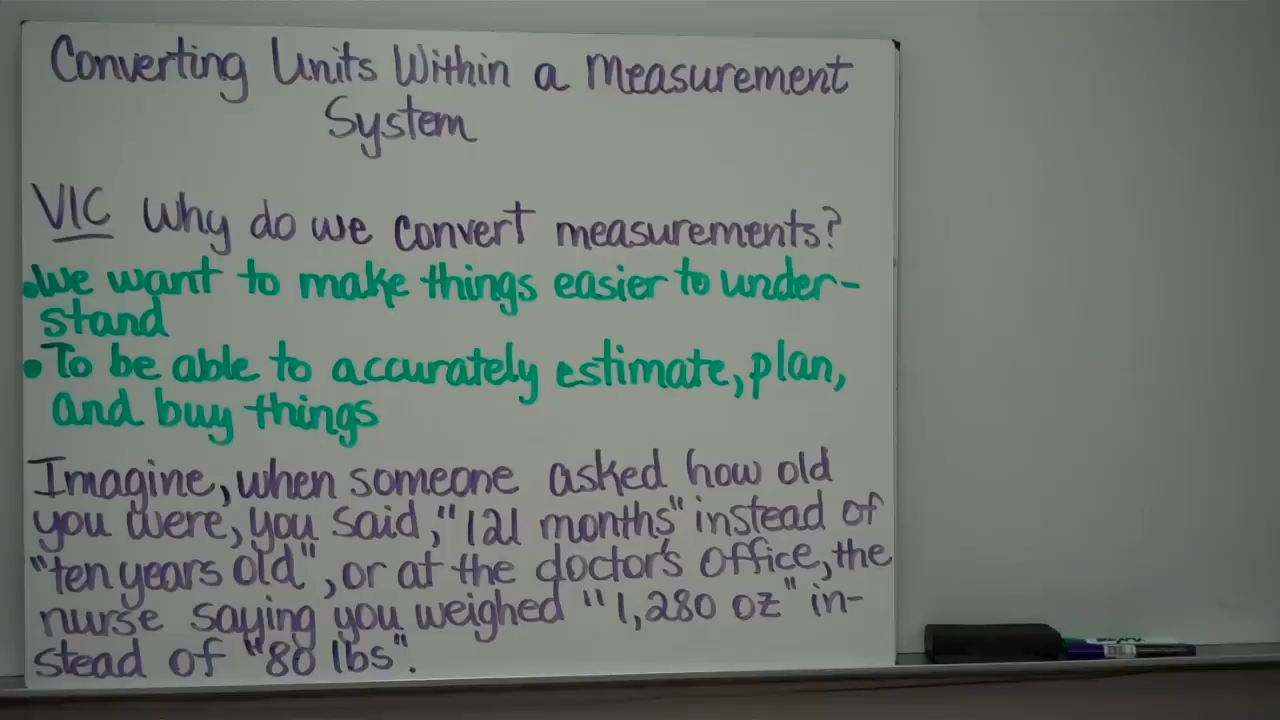 Converting Units Within a Measurement
System
VIC Why do we convert measurements?
•We want to make things easier to under-
stand
•To be able to accurately estimate, plan,
and buy things
Imagine, when someone asked how old
you were, you said, "121 months" instead of
"ten years old", or at the doctor's office, the
nurse saying you weighed "1,280 oz" in-
stead of "80 lbs".